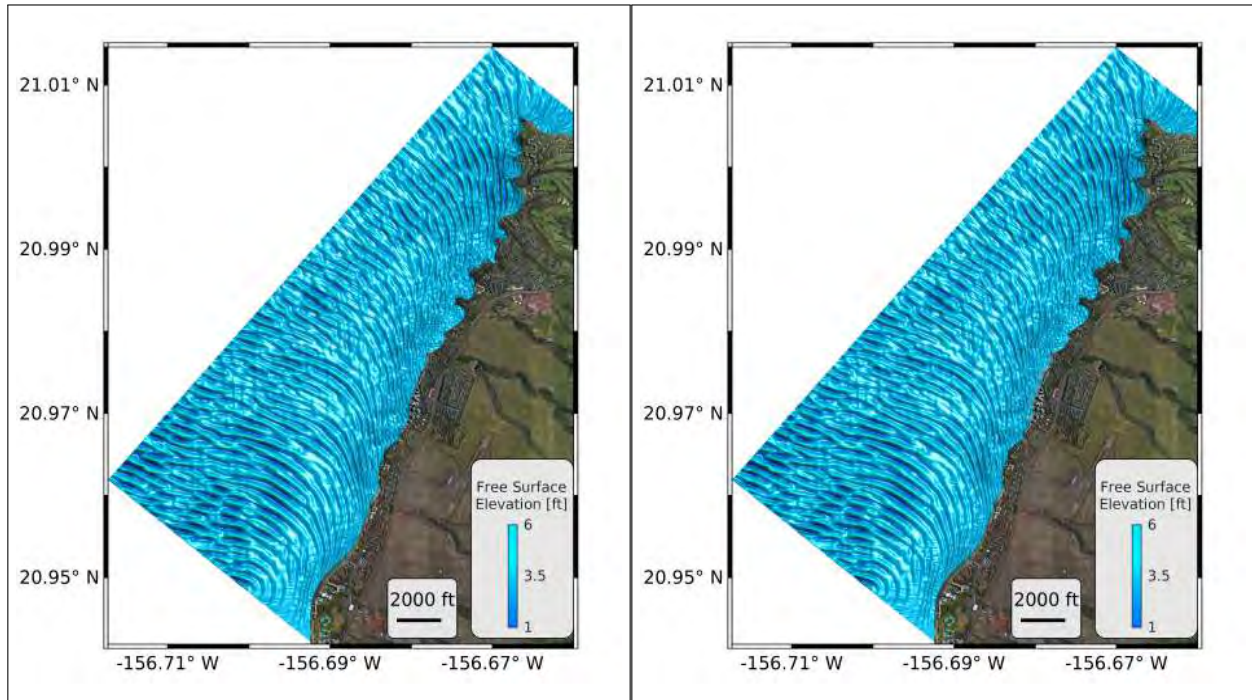 21.01° N
20.99° N
20.97° N
20.95° N
Free Surface
Elevation [ft]
6
3.5
1
2000 ft
-156.71° W
-156.69° W
-156.67° W
21.01° N
20.99° N
20.97° N
20.95° N
Free Surface
Elevation [ft]
6
3.5
1
2000 ft
-156.71° W
-156.69° W
-156.67° W